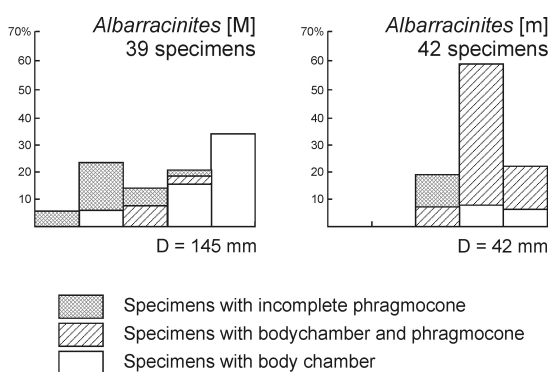 Albarracinites [M]
39 specimens
70%
60
50
40
30
20
10
D = 145 mm
Albarracinites [m]
42 specimens
70%
60
50
40
30
20
10
D = 42 mm
Specimens with incomplete phragmocone
Specimens with bodychamber and phragmocone
Specimens with body chamber